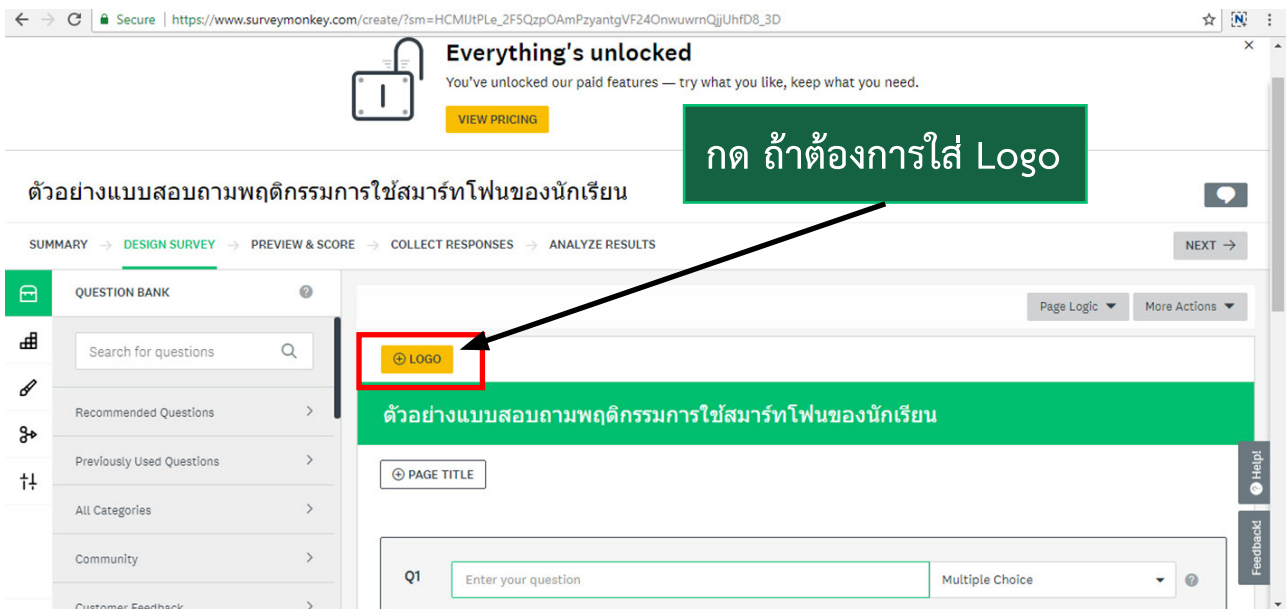 Secure | https://www.surveymonkey.com/create/?sm=HCMIJtPLe_2F5QzpOAmPzyantgVF24OnwuwrnQjjUhfD8_3D
Everything's unlocked
You've unlocked our paid features — try what you like, keep what you need.
VIEW PRICING
กด ถ้าต้องการใส่ Logo
ตัวอย่างแบบสอบถามพฤติกรรมการใช้สมาร์ทโฟนของนักเรียน
SUMMARY → DESIGN SURVEY → PREVIEW & SCORE → COLLECT RESPONSES → ANALYZE RESULTS
NEXT →
QUESTION BANK
Page Logic
More Actions
Search for questions
LOGO
Recommended Questions
ตัวอย่างแบบสอบถามพฤติกรรมการใช้สมาร์ทโฟนของนักเรียน
Previously Used Questions
PAGE TITLE
Help!
All Categories
Community
Feedback!
Q1
Enter your question
Multiple Choice
Customer Feedback